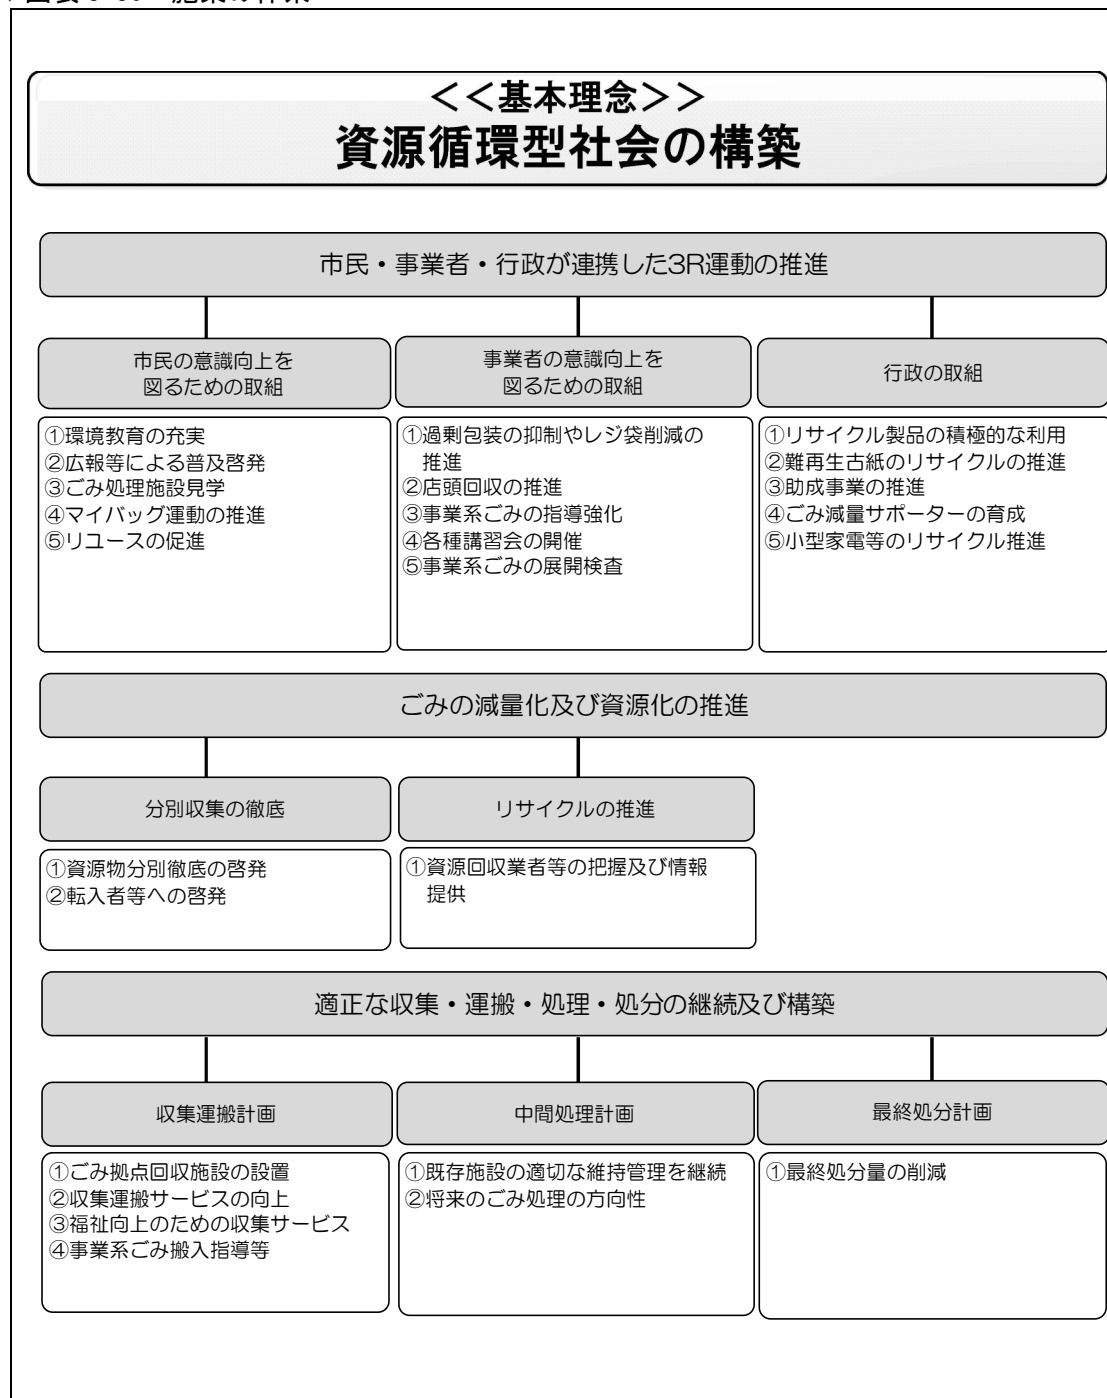 <<基本理念>>
資源循環型社会の構築
市民・事業者・行政が連携した3R運動の推進
市民の意識向上を
図るための取組
①環境教育の充実
②広報等による普及啓発
③ごみ処理施設見学
④マイバッグ運動の推進
⑤リユースの促進
事業者の意識向上を
図るための取組
①過剰包装の抑制やレジ袋削減の
推進
②店頭回収の推進
③事業系ごみの指導強化
④各種講習会の開催
⑤事業系ごみの展開検査
行政の取組
①リサイクル製品の積極的な利用
②難再生古紙のリサイクルの推進
③助成事業の推進
④ごみ減量サポーターの育成
⑤小型家電等のリサイクル推進
ごみの減量化及び資源化の推進
分別収集の徹底
①資源物分別徹底の啓発
②転入者等への啓発
リサイクルの推進
①資源回収業者等の把握及び情報
提供
適正な収集・運搬・処理・処分の継続及び構築
収集運搬計画
①ごみ拠点回収施設の設置
②収集運搬サービスの向上
③福祉向上のための収集サービス
④事業系ごみ搬入指導等
中間処理計画
①既存施設の適切な維持管理を継続
②将来のごみ処理の方向性
最終処分計画
①最終処分量の削減